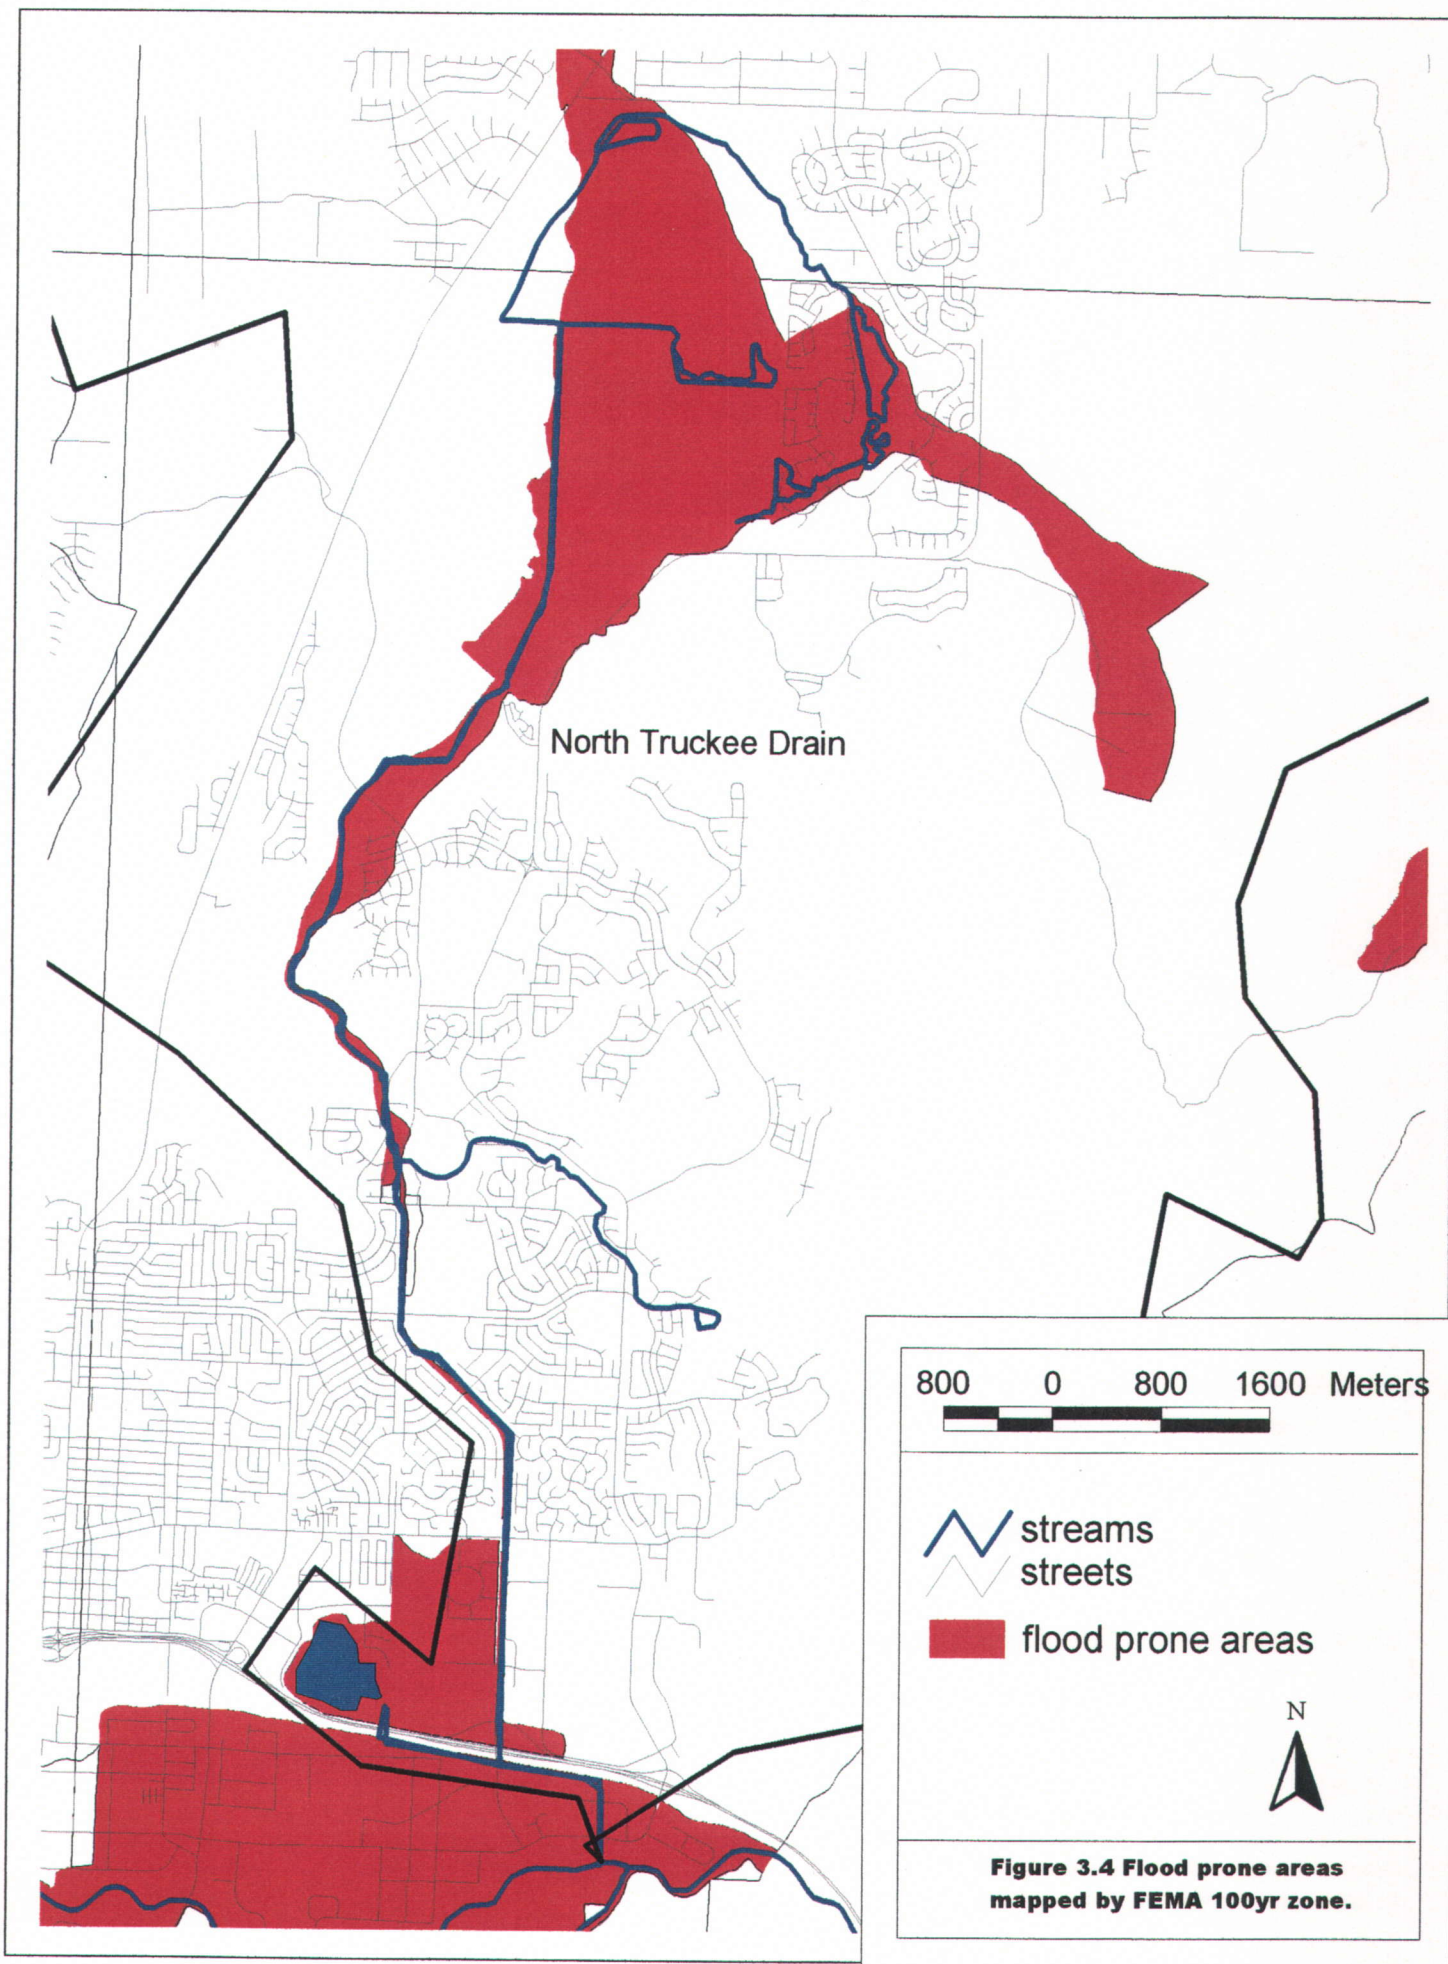 North Truckee Drain
800 0 800 1600 Meters
streams
streets
flood prone areas
N
Figure 3.4 Flood prone areas
mapped by FEMA 100yr zone.